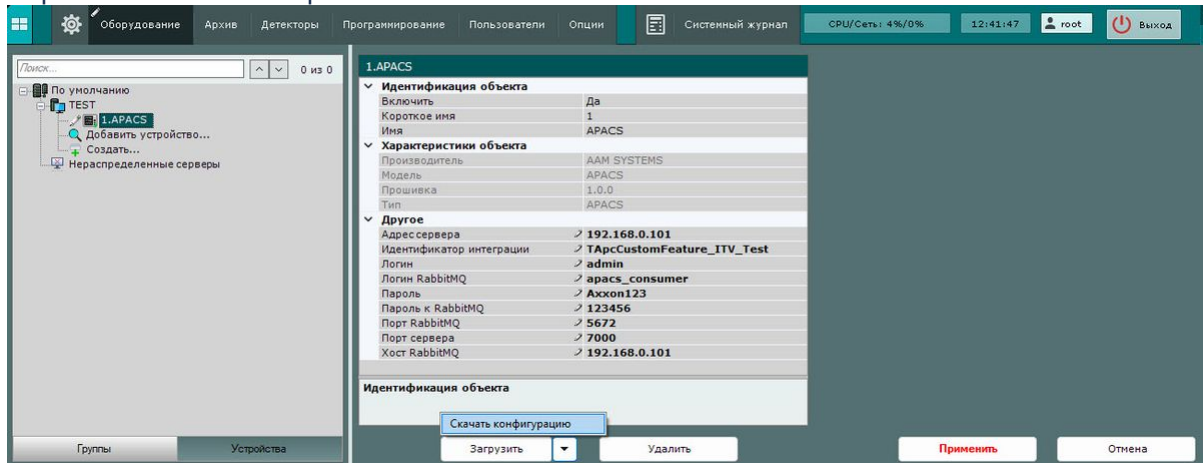 Оборудование Архив Детекторы Программирование Пользователи Опции Системный журнал CPU/Сеть: 4%/0% 12:41:47 root Выход
Поиск... 0 из 0
По умолчанию
TEST
1.APACS
Добавить устройство...
Создать...
Нераспределенные серверы
Группы Устройства
1.APACS
Идентификация объекта
Включить Да
Короткое имя 1
Имя APACS
Характеристики объекта
Производитель AAM SYSTEMS
Модель APACS
Прошивка 1.0.0
Тип APACS
Другое
Адрес сервера 192.168.0.101
Идентификатор интеграции TApcCustomFeature_ITV_Test
Логин admin
Логин RabbitMQ apacs_consumer
Пароль Axxon123
Пароль к RabbitMQ 123456
Порт RabbitMQ 5672
Порт сервера 7000
Хост RabbitMQ 192.168.0.101
Идентификация объекта
Скачать конфигурацию
Загрузить Удалить Применить Отмена